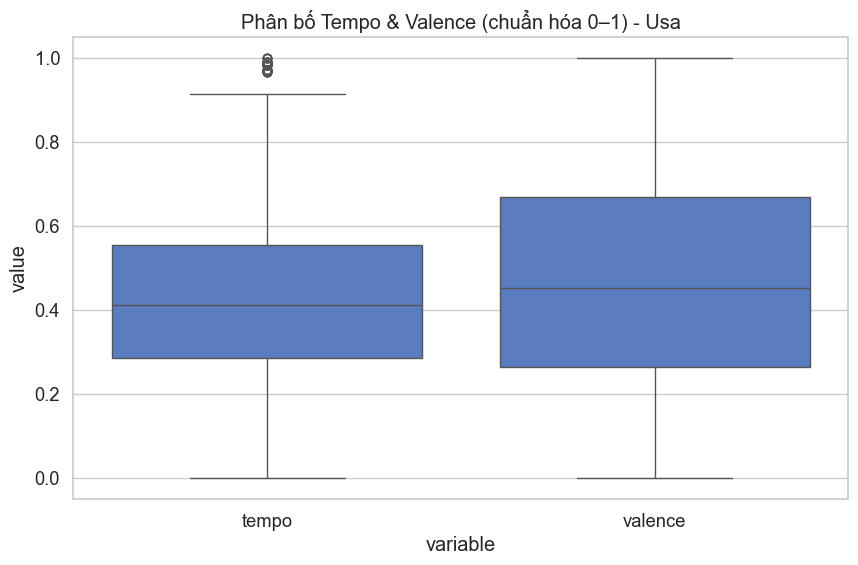 Phân bố Tempo & Valence (chuẩn hóa 0–1) - Usa
1.0
0.8
0.6
0.4
0.2
0.0
value
tempo
valence
variable